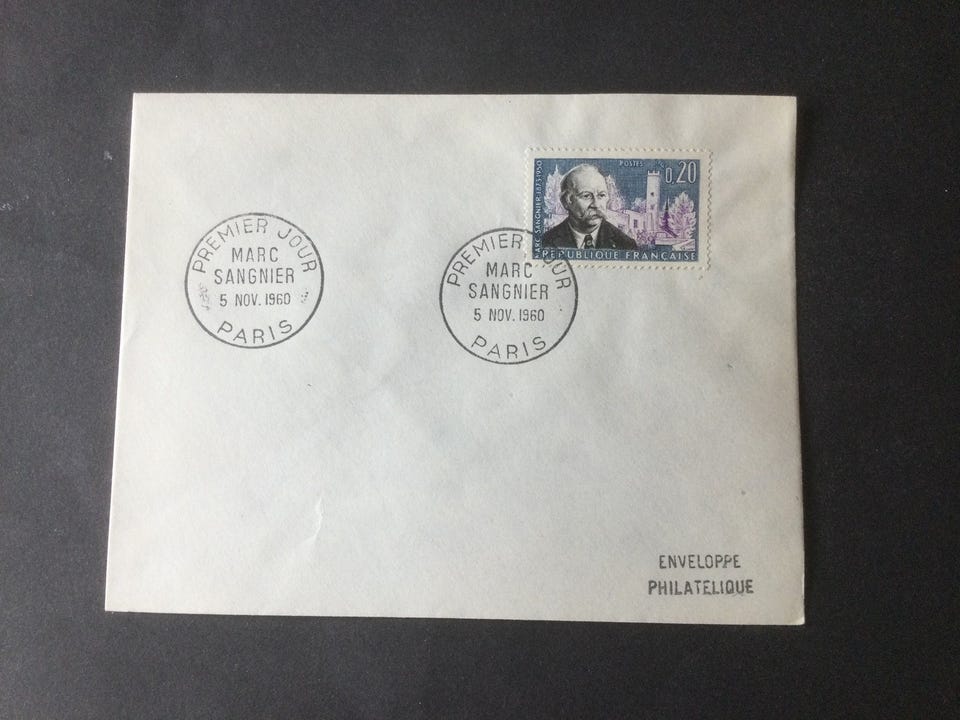 POSTES
0,20
MARC SANGNIER 1873-1950
RÉPUBLIQUE FRANÇAISE
PREMIER JOUR
MARC
SANGNIER
5 NOV. 1960
PARIS
PREMIER JOUR
MARC
SANGNIER
5 NOV. 1960
PARIS
ENVELOPPE
PHILATELIQUE